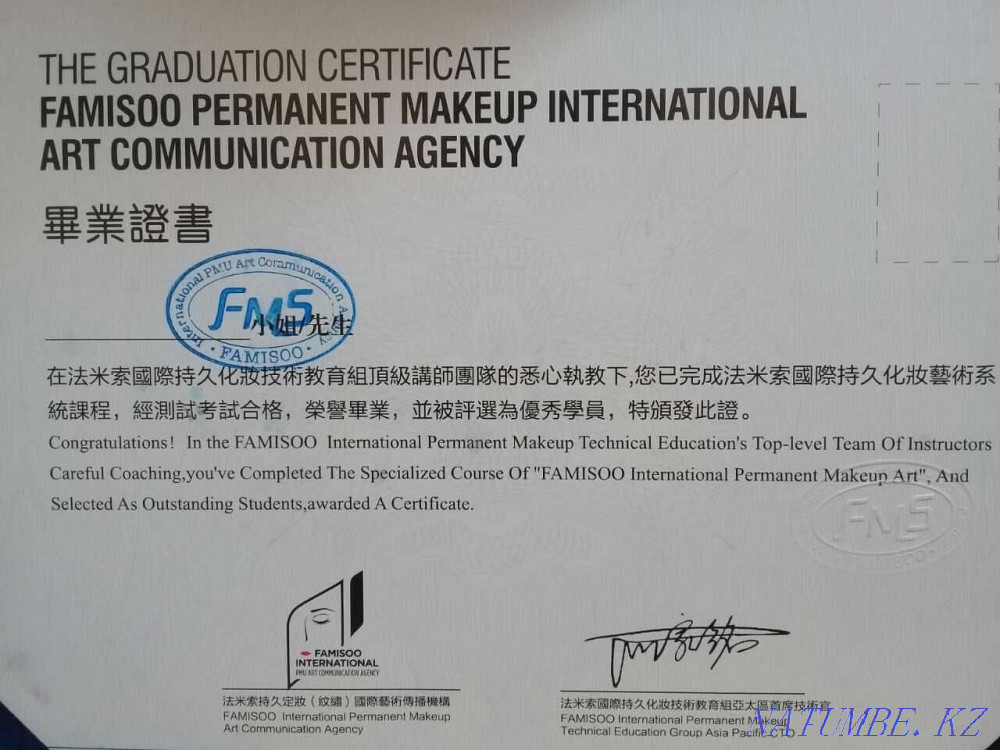 THE GRADUATION CERTIFICATE
FAMISOO PERMANENT MAKEUP INTERNATIONAL
ART COMMUNICATION AGENCY
畢業證書
International PMU Art Communication Agency
FMS
小姐/先生
·FAMISOO·
在法米索國際持久化妝技術教育組頂級講師團隊的悉心執教下,您已完成法米索國際持久化妝藝術系
統課程，經測試考試合格，榮譽畢業，並被評選為優秀學員，特頒發此證。
Congratulations! In the FAMISOO International Permanent Makeup Technical Education's Top-level Team Of Instructors
Careful Coaching,you've Completed The Specialized Course Of "FAMISOO International Permanent Makeup Art", And
Selected As Outstanding Students,awarded A Certificate.
FMS
FAMISOO
INTERNATIONAL
PMU ART COMMUNICATION AGENCY
法米索持久定妝（紋繡）國際藝術傳播機構
FAMISOO International Permanent Makeup
Art Communication Agency
法米索國際持久化妝技術教育組亞太區首席技術官
FAMISOO International Permanent Makeup
Technical Education Group Asia Pacific CTO
VATUMBE.KZ